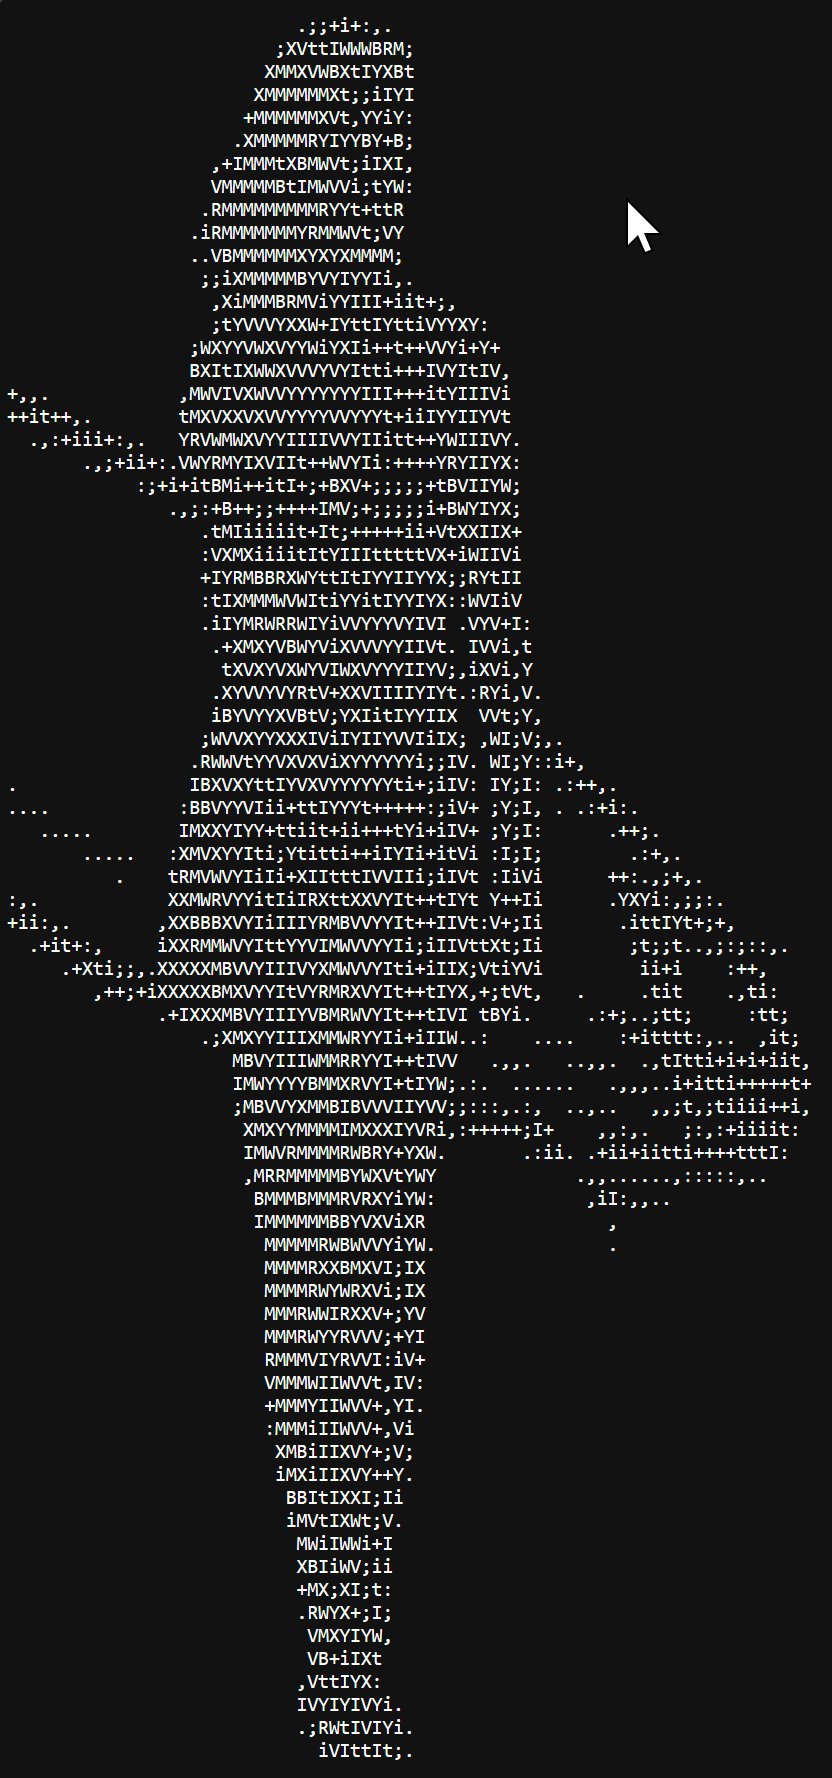 .;;+i+:,.
;XVttIWWWBRM;
XMMXVWBXtIYXBt
XMMMMMMXt;;iIYI
+MMMMMMXVt,YYiY:
.XMMMMMRYIYYBY+B;
,+IMMMtXBMWVt;iIXI,
VMMMMMBtIMWVVi;tYW:
.RMMMMMMMMMRYYt+ttR
.iRMMMMMMMYRMMWVt;VY
..VBMMMMMMXYXYXMMMM;
;;iXMMMMMBYVYIYYIi,.
,XiMMMBRMViYYIII+iit+;,
;tYVVVYXXW+IYttIYttiVYYXY:
;WXYYVWXVYYWiYXIi++t++VVYi+Y+
BXItIXWWXVVVYVYItti+++IVYItIV,
+,,.            ,MWVIVXWVVYYYYYYYIII+++itYIIIVi
++it++,.        tMXVXXVXVVYYYYVVYYYt+iiIYYIIYVt
.,:+iii+:,.   YRVWMWXVYYIIIIVVYIIitt++YWIIIVY.
.,;+ii+:.VWYRMYIXVIIt++WVYIi:++++YRYIIYX:
:;+i+itBMi++itI+;+BXV+;;;;;+tBVIIYW;
.,;:+B++;;++++IMV;+;;;;;i+BWYIYX;
.tMIiiiiit+It;+++++ii+VtXXIIX+
:VXMXiiiitItYIIItttttVX+iWIIVi
+IYRMBBRXWYttItIYYIIYYX;;RYtII
:tIXMMMWVWItiYYitIYYIYX::WVIiV
.iIYMRWRRWIYiVVYYYVYIVI .VYV+I:
.+XMXYVBWYViXVVVYYIIVt. IVVi,t
tXVXYVXWYVIWXVYYYIIYV;,iXVi,Y
.XYVVYVYRtV+XXVIIIIYIYt.:RYi,V.
iBYVYYXVBtV;YXIitIYYIIX  VVt;Y,
;WVVXYYXXXIViIYIIYVVIiIX; ,WI;V;,.
.RWWVtYYVXVXViXYYYYYYi;;IV. WI;Y::i+,
.                IBXVXYttIYVXVYYYYYYti+;iIV: IY;I: .:++,.
....            :BBVYYVIii+ttIYYYt+++++:;iV+ ;Y;I, . .:+i:.
.....        IMXXYIYY+ttiit+ii+++tYi+iIV+ ;Y;I:      .++;.
.....   :XMVXYYIti;Ytitti++iIYIi+itVi :I;I;        .:+,.
.    tRMVWVYIiIi+XIItttIVVIIi;iIVt :IiVi      ++:.,;+,.
:,.            XXMWRVYYitIiIRXttXXVYIt++tIYt Y++Ii      .YXYi:,;;:.
+ii:,.        ,XXBBBXVYIiIIIYRMBVVYYIt++IIVt:V+;Ii       .ittIYt+;+,
.+it+:,     iXXRMMWVYIttYYVIMWVVYYIi;iIIVttXt;Ii        ;t;;t..,;:;::,.
.+Xti;;,.XXXXXMBVVYIIIVYXMWVVYIti+iIIX;VtiYVi         ii+i    :++,
,++;+iXXXXXBMXVYYItVYRMRXVYIt++tIYX,+;tVt,   .     .tit    .,ti:
.+IXXXMBVYIIIYVBMRWVYIt++tIVI tBYi.     .:+;..;tt;     :tt;
.;XMXYYIIIXMMWRYYIi+iIIW..:    ....    :+itttt:,..  ,it;
MBVYIIIWMMRRYYI++tIVV   .,,.   ..,,.  .,tItti+i+i+iit,
IMWYYYYBMMXRVYI+tIYW;.:.  ......   .,,,..i+itti+++++t+
;MBVVYXMMBIBVVVIIYVV;;:::,.:,  ..,..   ,,;t,;tiiii++i,
XMXYYMMMMIMXXXIYVRi,:+++++;I+    ,,:,.   ;:,:+iiiit:
IMWVRMMMMRWBRY+YXW.       .:ii. .+ii+iitti++++tttI:
,MRRMMMMMBYWXVtYWY             .,,......,:::::,..
BMMMBMMMRVRXYiYW:              ,iI:,,..
IMMMMMMBBYVXViXR                 ,
MMMMMRWBWVVYiYW.                .
MMMMRXXBMXVI;IX
MMMMRWYWRXVi;IX
MMMRWWIRXXV+;YV
MMMRWYYRVVV;+YI
RMMMVIYRVVI:iV+
VMMMWIIWVVt,IV:
+MMMYIIWVV+,YI.
:MMMiIIWVV+,Vi
XMBiIIXVY+;V;
iMXiIIXVY++Y.
BBItIXXI;Ii
iMVtIXWt;V.
MWiIWWi+I
XBIiWV;ii
+MX;XI;t:
.RWYX+;I;
VMXYIYW,
VB+iIXt
,VttIYX:
IVYIYIVYi.
.;RWtIVIYi.
iVIttIt;.